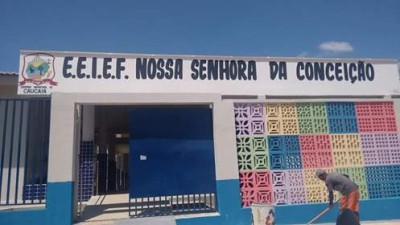 E.E.I.E.F. NOSSA SENHORA DA CONCEIÇÃO
CAUCAIA